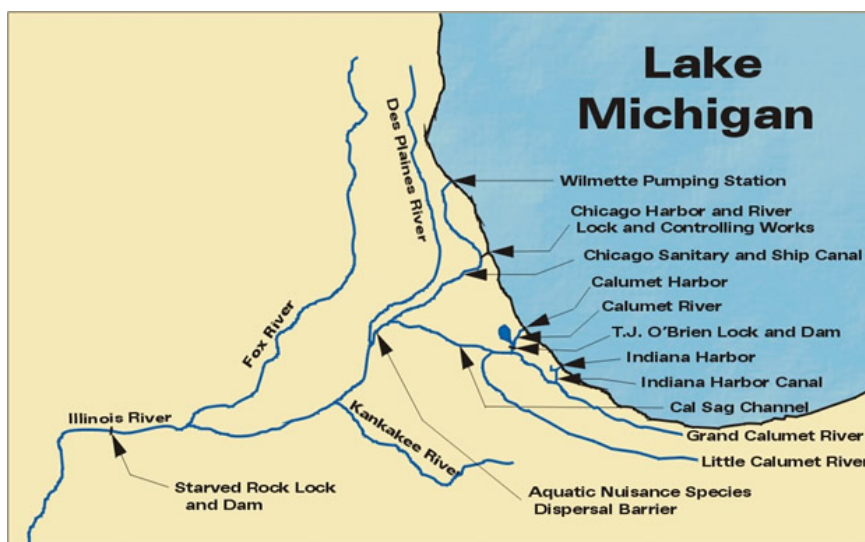 Lake
Michigan
Des Plaines River
Fox River
Wilmette Pumping Station
Chicago Harbor and River
Lock and Controlling Works
Chicago Sanitary and Ship Canal
Calumet Harbor
Calumet River
T.J. O'Brien Lock and Dam
Indiana Harbor
Indiana Harbor Canal
Cal Sag Channel
Grand Calumet River
Little Calumet River
Illinois River
Kankakee River
Starved Rock Lock
and Dam
Aquatic Nuisance Species
Dispersal Barrier